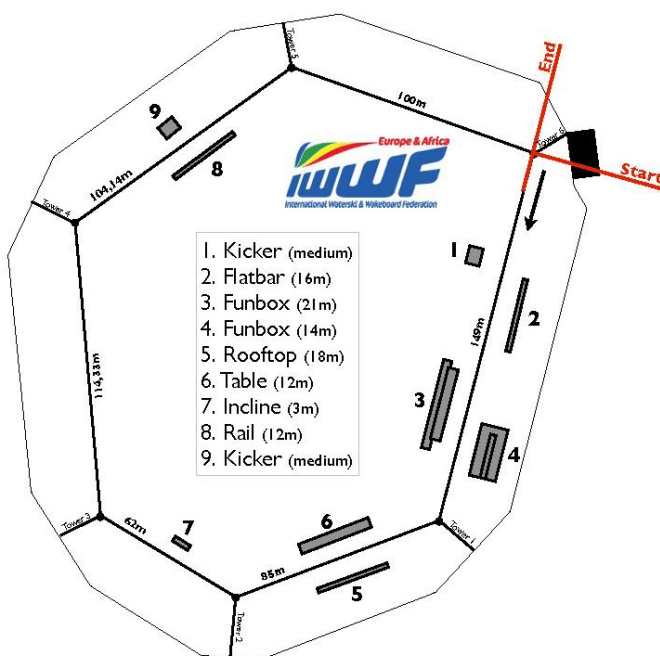 Tower 5
End
100m
Tower 6
Start
9
8
Europe & Africa
IWWF
International Waterski & Wakeboard Federation
104,14m
Tower 4
1. Kicker (medium)
2. Flatbar (16m)
3. Funbox (21m)
4. Funbox (14m)
5. Rooftop (18m)
6. Table (12m)
7. Incline (3m)
8. Rail (12m)
9. Kicker (medium)
1
2
149m
114,33m
3
4
Tower 3
62m
7
6
Tower 1
85m
5
Tower 2